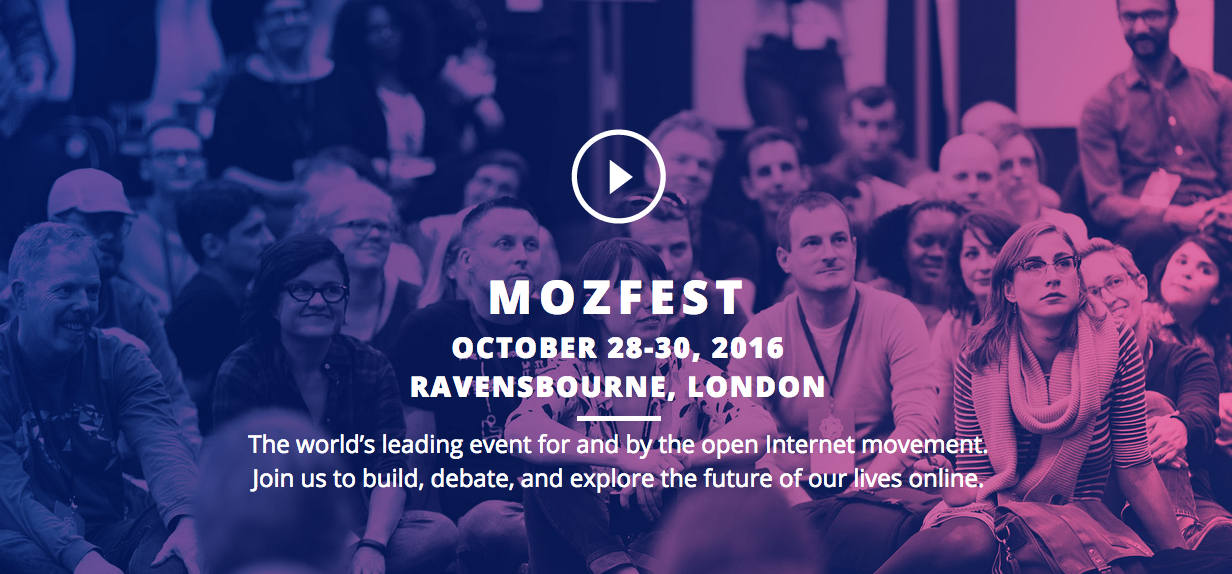 MOZFEST
OCTOBER 28-30, 2016
RAVENSBOURNE, LONDON
The world’s leading event for and by the open Internet movement.
Join us to build, debate, and explore the future of our lives online.